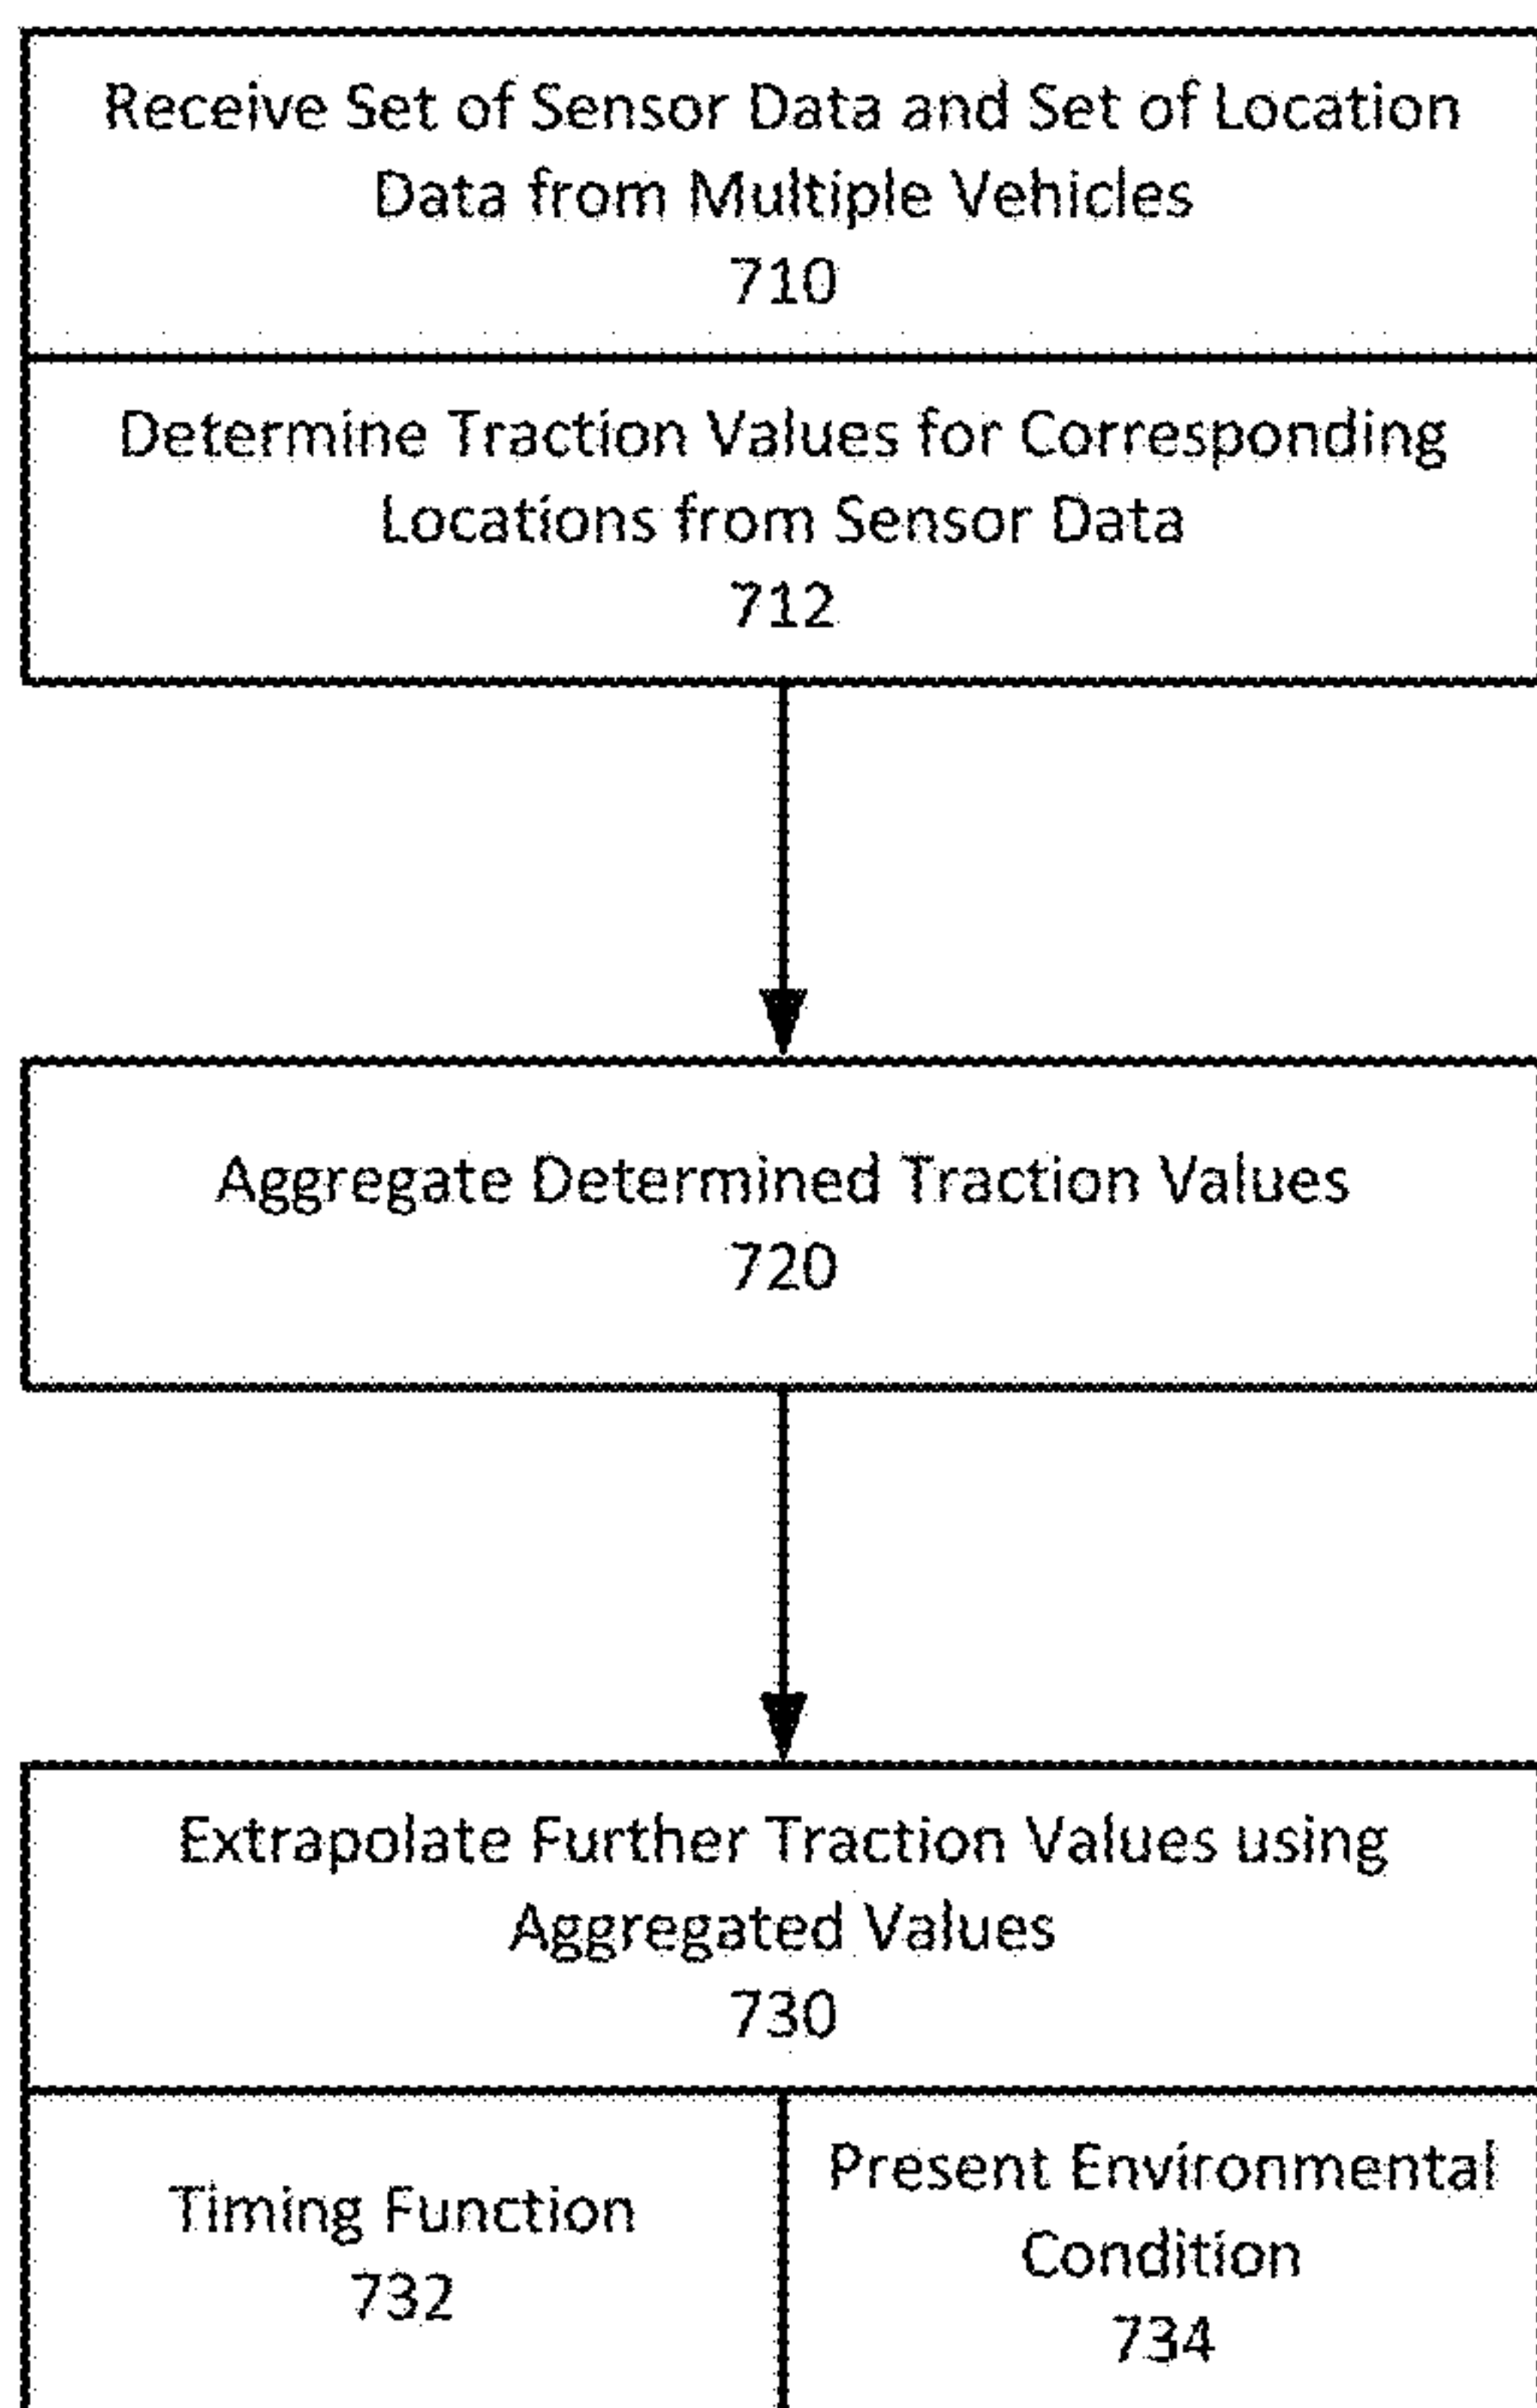 Receive Set of Sensor Data and Set of Location
Data from Multiple Vehicles
710
Determine Traction Values for Corresponding
Locations from Sensor Data
712
Aggregate Determined Traction Values
720
Extrapolate Further Traction Values using
Aggregated Values
730
Timing Function
732
Present Environmental
Condition
734